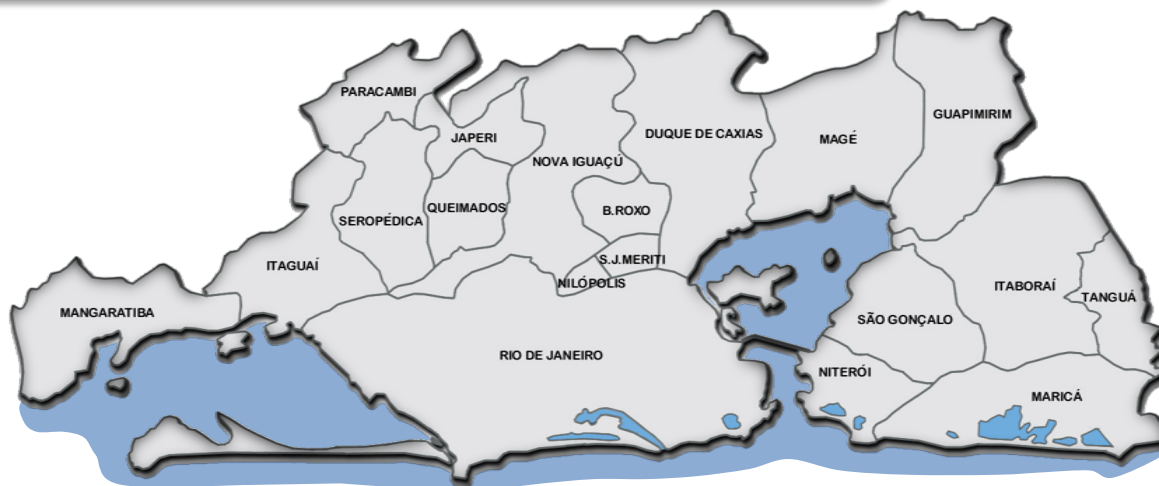 PARACAMBI
GUAPIMIRIM
JAPERI
DUQUE DE CAXIAS
MAGÉ
NOVA IGUAÇÚ
QUEIMADOS
B.ROXO
SEROPÉDICA
S.J.MERITI
ITAGUAÍ
NILÓPOLIS
ITABORAÍ
TANGUÁ
MANGARATIBA
SÃO GONÇALO
RIO DE JANEIRO
NITERÓI
MARICÁ